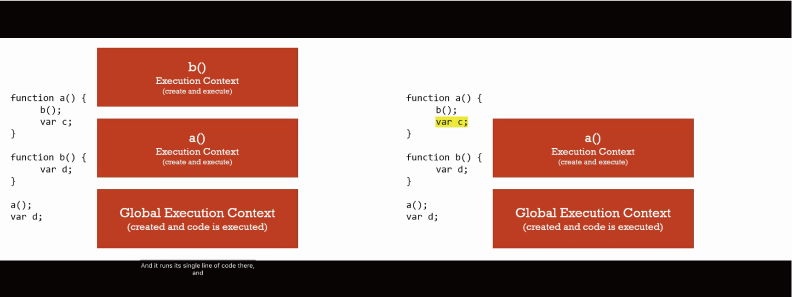 b()
Execution Context
(create and execute)
function a() {
b();
var c;
}
function b() {
var d;
}
a();
var d;
a()
Execution Context
(create and execute)
Global Execution Context
(created and code is executed)
function a() {
b();
var c;
}
function b() {
var d;
}
a();
var d;
a()
Execution Context
(create and execute)
Global Execution Context
(created and code is executed)
And it runs its single line of code there,
and